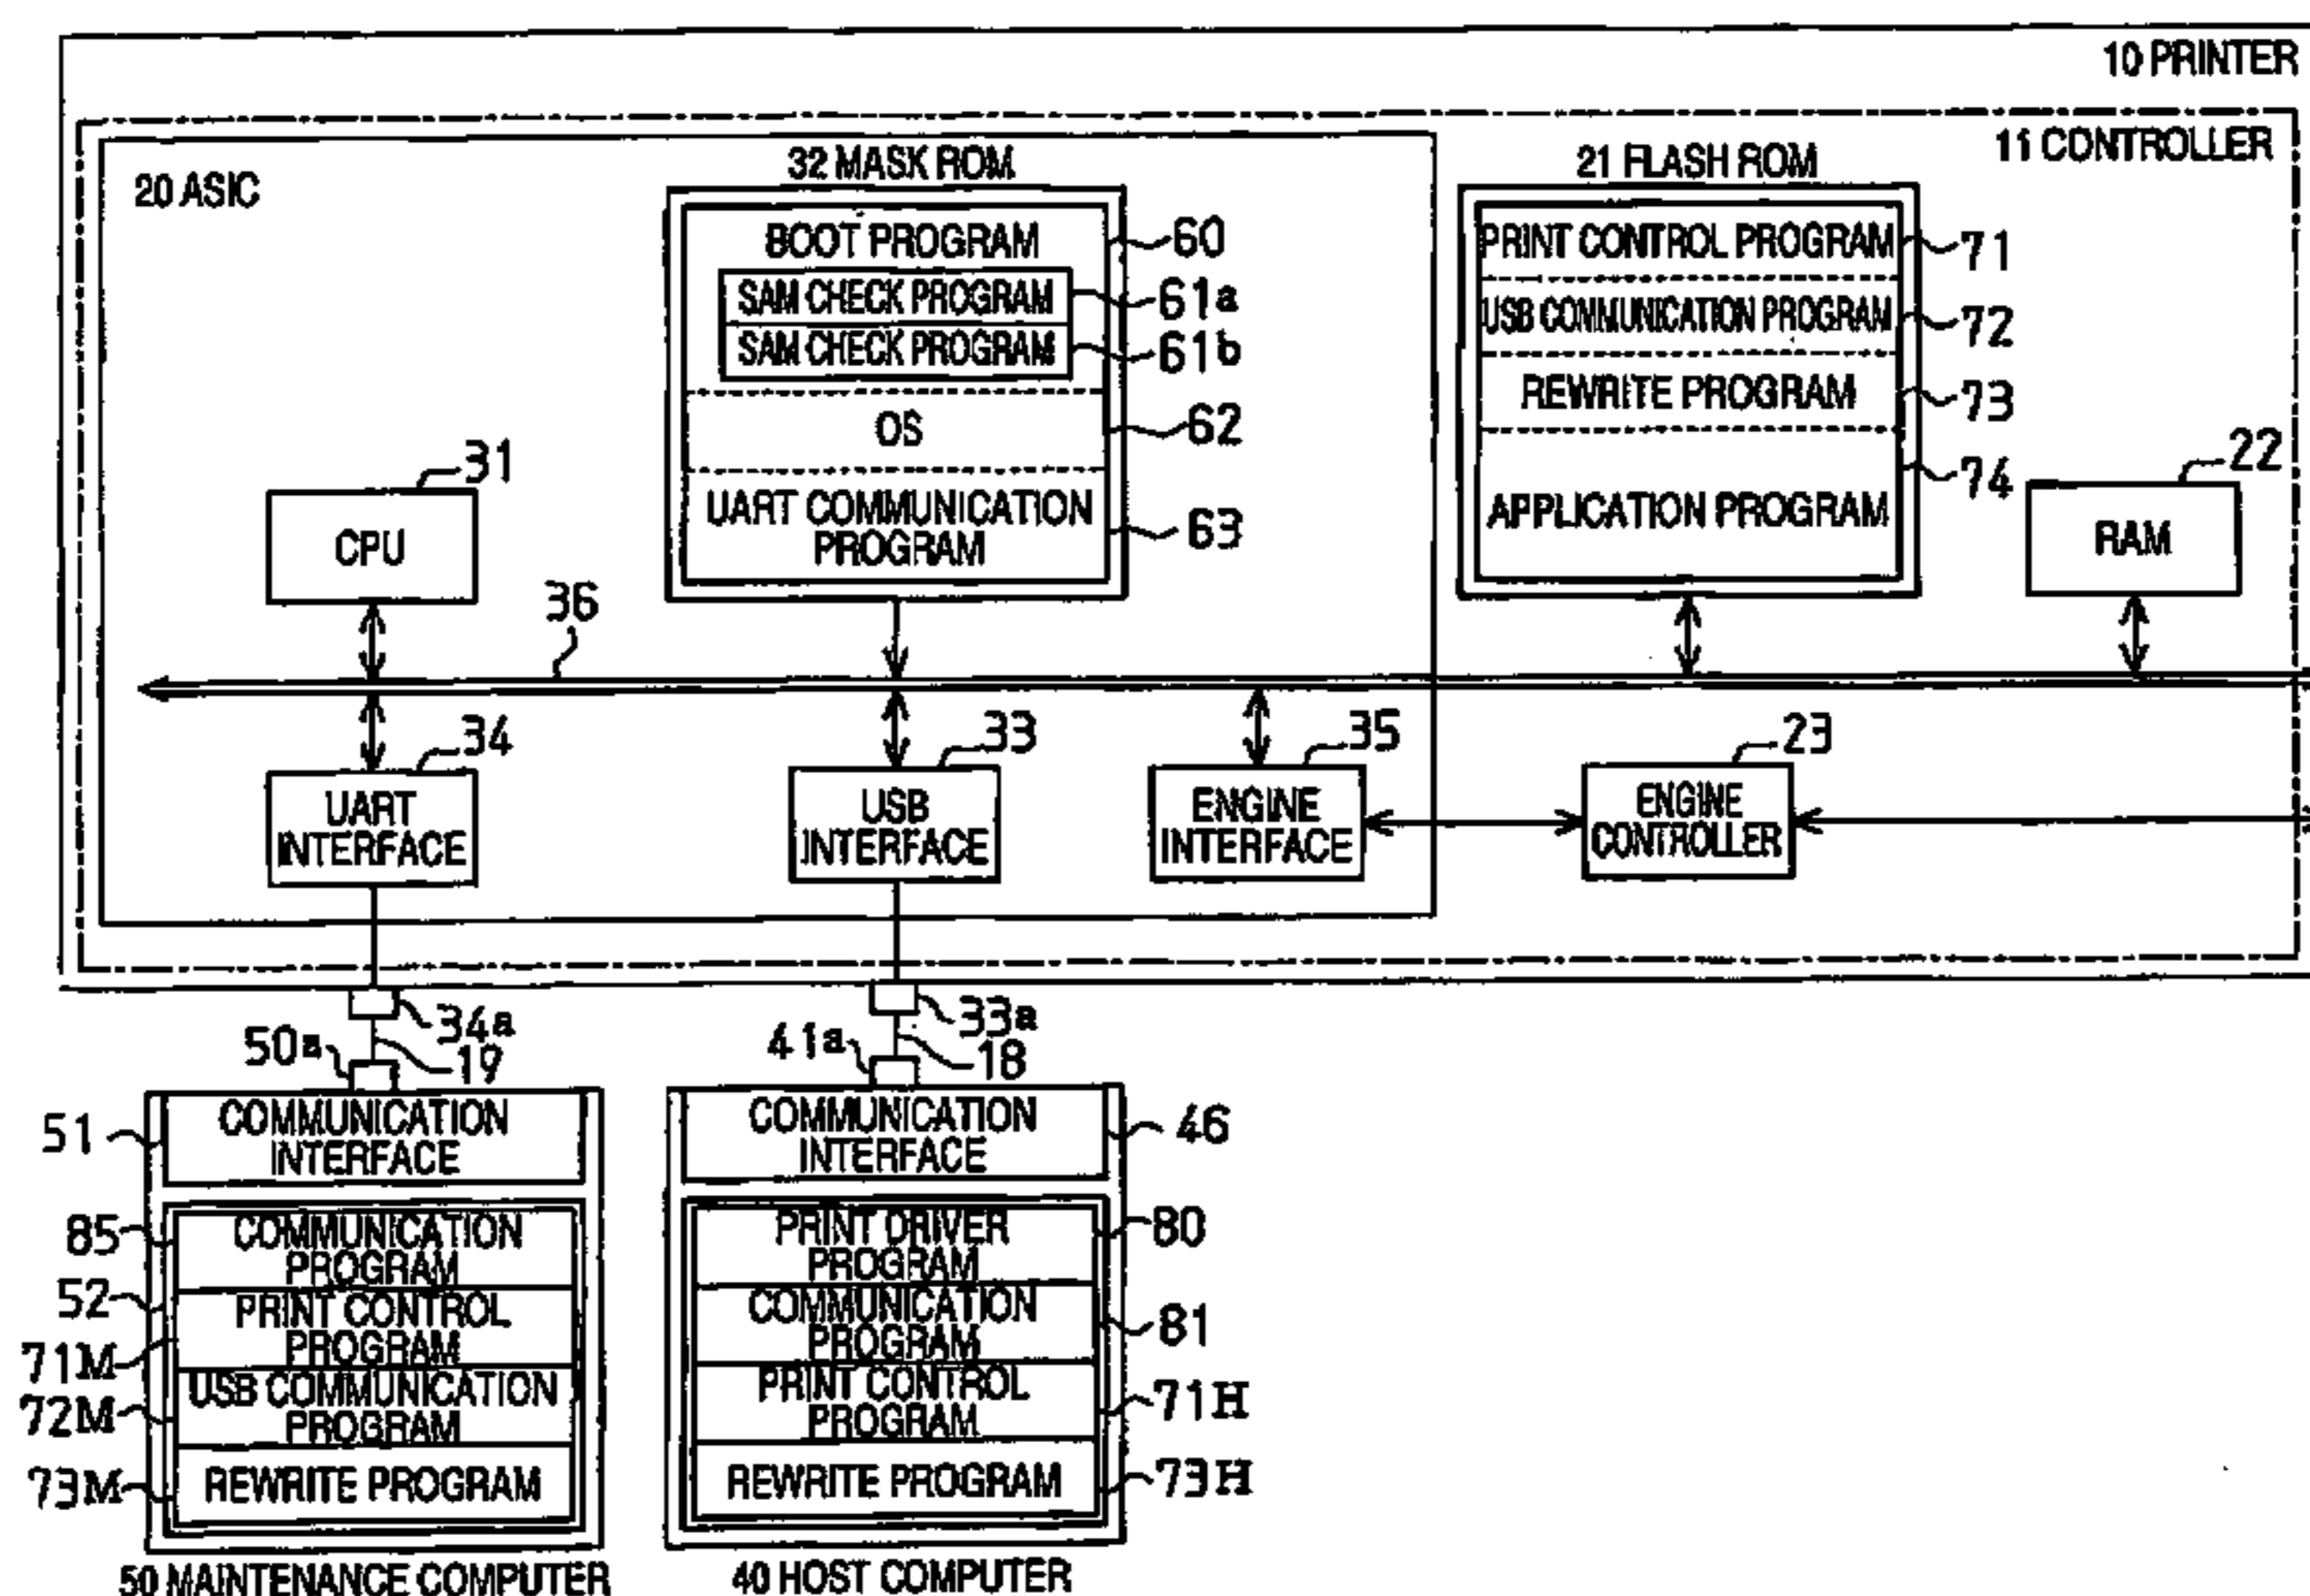 10 PRINTER
11 CONTROLLER
20 ASIC
32 MASK ROM
21 FLASH ROM
BOOT PROGRAM
60
SAM CHECK PROGRAM
61a
SAM CHECK PROGRAM
61b
OS
62
UART COMMUNICATION
PROGRAM
63
PRINT CONTROL PROGRAM
71
USB COMMUNICATION PROGRAM
72
REWRITE PROGRAM
73
APPLICATION PROGRAM
74
31
CPU
22
RAM
36
34
UART
INTERFACE
33
USB
INTERFACE
35
ENGINE
INTERFACE
23
ENGINE
CONTROLLER
34a
50a
19
33a
41a
18
51
COMMUNICATION
INTERFACE
85
COMMUNICATION
PROGRAM
52
PRINT CONTROL
PROGRAM
71M
USB COMMUNICATION
PROGRAM
72M
REWRITE PROGRAM
73M
50 MAINTENANCE COMPUTER
COMMUNICATION
INTERFACE
46
PRINT DRIVER
PROGRAM
80
COMMUNICATION
PROGRAM
81
PRINT CONTROL
PROGRAM
71H
REWRITE PROGRAM
73H
40 HOST COMPUTER